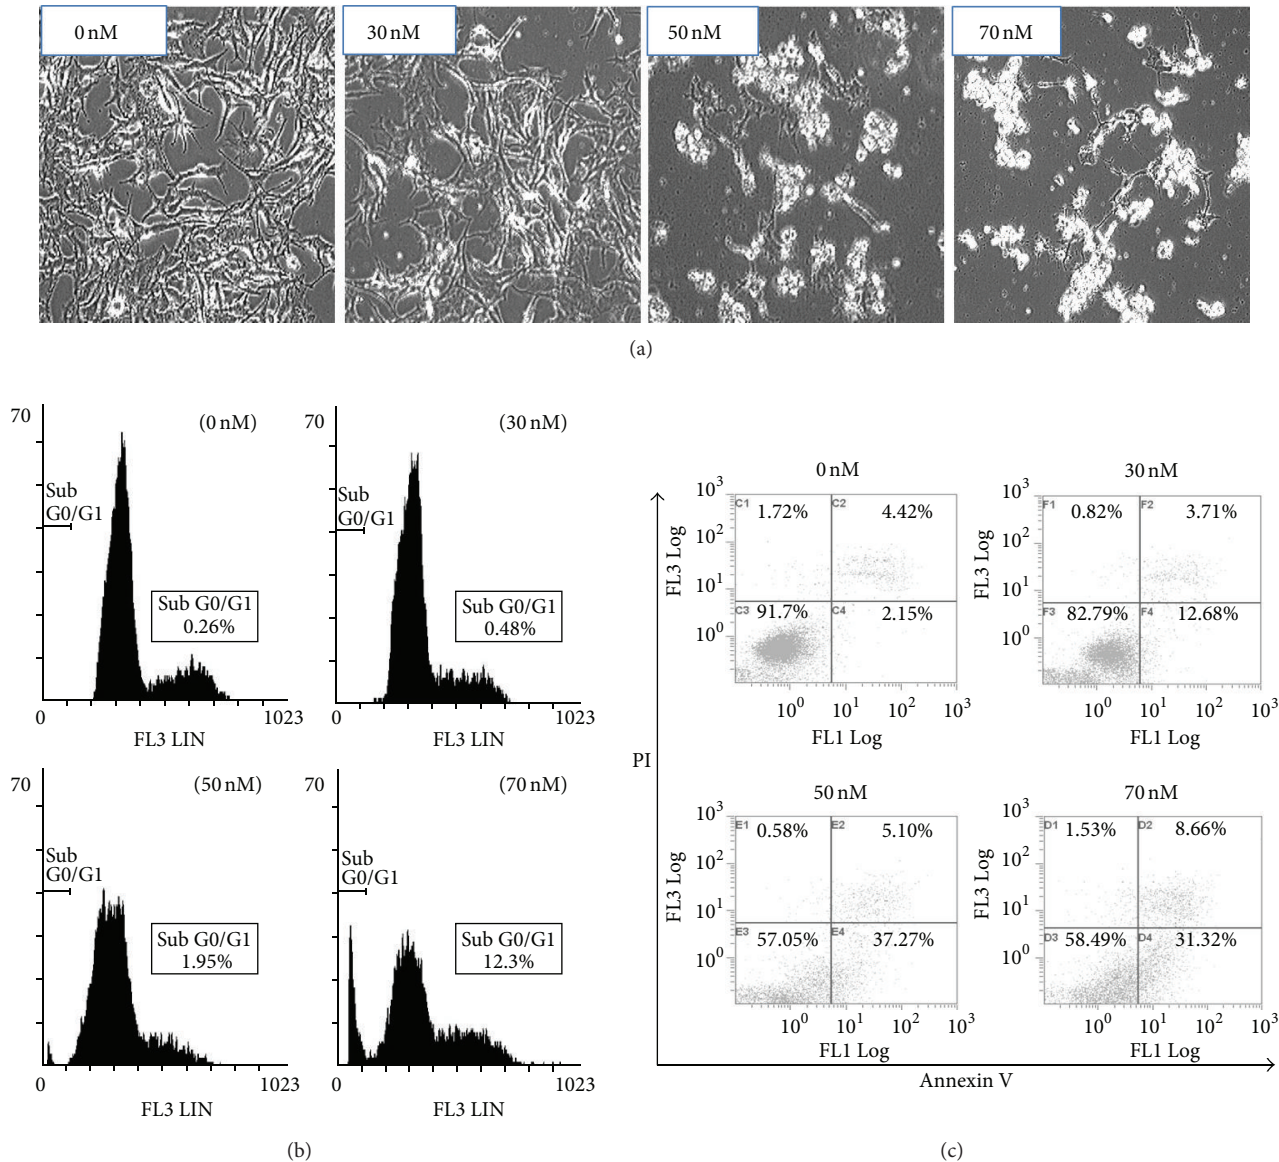 0 nM
30 nM
50 nM
70 nM
(a)
70
(0 nM)
Sub
G0/G1
Sub G0/G1
0.26%
0
1023
FL3 LIN
70
(30 nM)
Sub
G0/G1
Sub G0/G1
0.48%
0
1023
FL3 LIN
70
(50 nM)
Sub
G0/G1
Sub G0/G1
1.95%
0
1023
FL3 LIN
70
(70 nM)
Sub
G0/G1
Sub G0/G1
12.3%
0
1023
FL3 LIN
(b)
PI
0 nM
FL3 Log
10³
10²
10¹
10⁰
C1 1.72% C2 4.42%
C3 91.7% C4 2.15%
10⁰ 10¹ 10² 10³
FL1 Log
30 nM
FL3 Log
10³
10²
10¹
10⁰
F1 0.82% F2 3.71%
F3 82.79% F4 12.68%
10⁰ 10¹ 10² 10³
FL1 Log
50 nM
FL3 Log
10³
10²
10¹
10⁰
E1 0.58% E2 5.10%
E3 57.05% E4 37.27%
10⁰ 10¹ 10² 10³
FL1 Log
70 nM
FL3 Log
10³
10²
10¹
10⁰
D1 1.53% D2 8.66%
D3 58.49% D4 31.32%
10⁰ 10¹ 10² 10³
FL1 Log
Annexin V
(c)